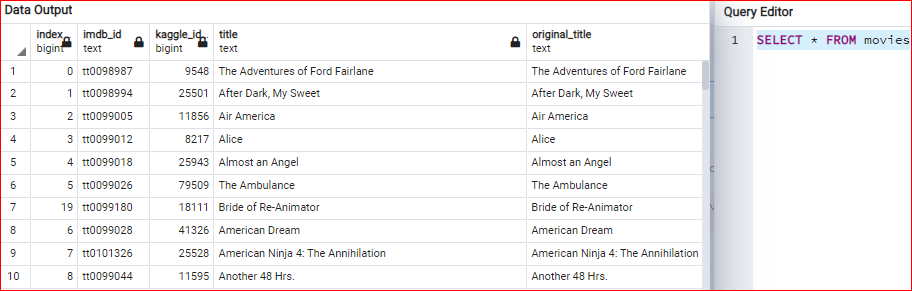 Data Output
index imdb_id kaggle_id title original_title
bigint text bigint text text
1 0 tt0098987 9548 The Adventures of Ford Fairlane The Adventures of Ford Fairlane
2 1 tt0098994 25501 After Dark, My Sweet After Dark, My Sweet
3 2 tt0099005 11856 Air America Air America
4 3 tt0099012 8217 Alice Alice
5 4 tt0099018 25943 Almost an Angel Almost an Angel
6 5 tt0099026 79509 The Ambulance The Ambulance
7 19 tt0099180 18111 Bride of Re-Animator Bride of Re-Animator
8 6 tt0099028 41326 American Dream American Dream
9 7 tt0101326 25528 American Ninja 4: The Annihilation American Ninja 4: The Annihilation
10 8 tt0099044 11595 Another 48 Hrs. Another 48 Hrs.
Query Editor
1 SELECT * FROM movies